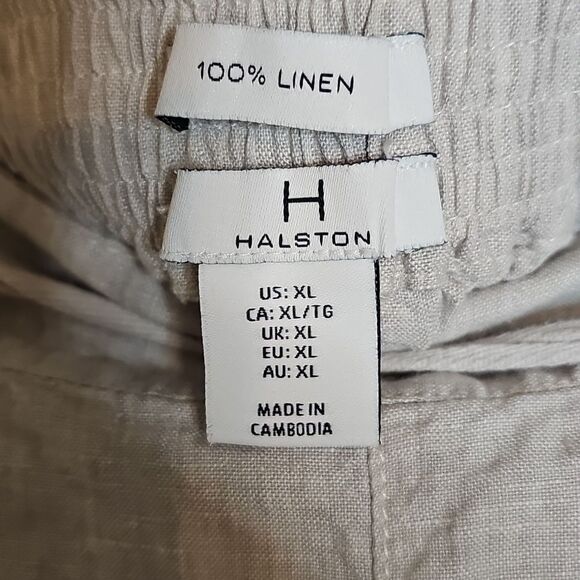 100% LINEN
H
HALSTON
US: XL
CA: XL/TG
UK: XL
EU: XL
AU: XL
MADE IN
CAMBODIA